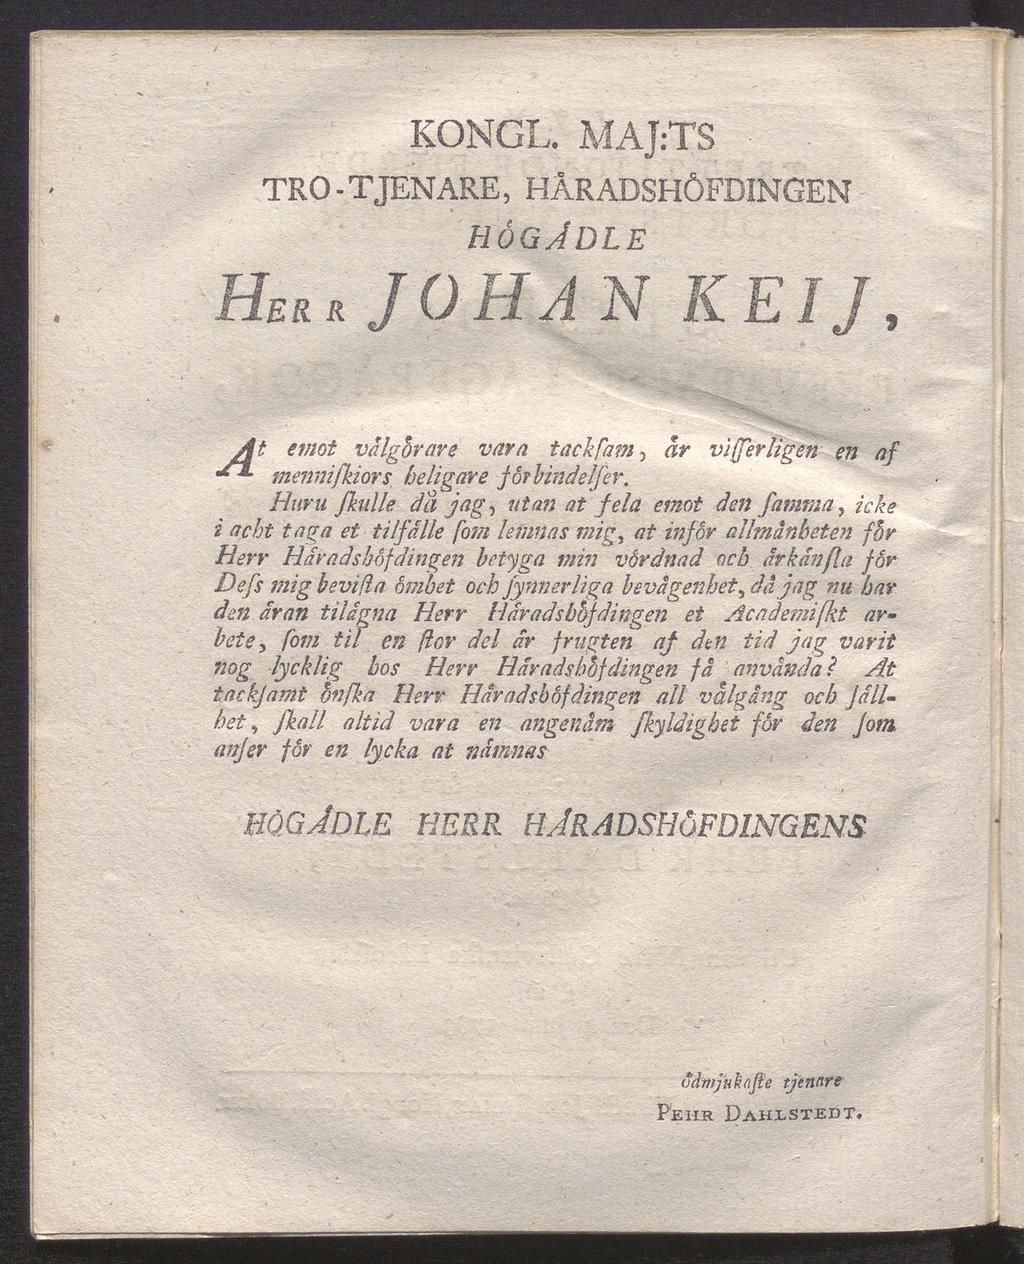 KONGL. MAJ:TS
TRO-TJENARE, HÄRADSHÖFDINGEN
HÖGÄDLE
HERR JOHAN KEIJ,
At emot välgörare vara tackſam, är viſſerligen en af
menniſkiors heligare förbindelſer.
Huru ſkulle då jag, utan at fela emot den ſamma, icke
i acht taga et tilfälle ſom lemnas mig, at inför allmänheten för
Herr Häradshöfdingen betyga min vördnad och ärkänſla för
Deſs mig beviſta ömhet och ſynnerliga bevågenhet, då jag nu har
den äran tilägna Herr Häradshöfdingen et Academiſkt ar-
bete, ſom til en ſtor del är frugten af den tid jag varit
nog lycklig hos Herr Häradshöfdingen få använda? At
tackſamt önſka Herr Häradshöfdingen all välgång och ſäll-
het, ſkall altid vara en angenäm ſkyldighet för den ſom
anſer för en lycka at nämnas
HÖGÄDLE HERR HÄRADSHÖFDINGENS
ödmjukaſte tjenare
PEHR DAHLSTEDT.